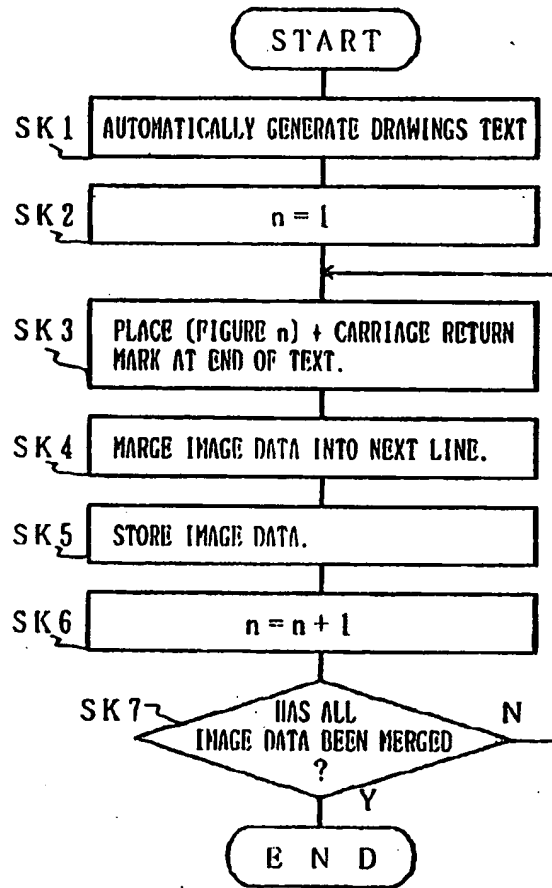 START
SK1
AUTOMATICALLY GENERATE DRAWINGS TEXT
SK2
n = 1
SK3
PLACE (FIGURE n) + CARRIAGE RETURN
MARK AT END OF TEXT.
SK4
MARGE IMAGE DATA INTO NEXT LINE.
SK5
STORE IMAGE DATA.
SK6
n = n + 1
SK7
HAS ALL
IMAGE DATA BEEN MERGED
?
N
Y
END